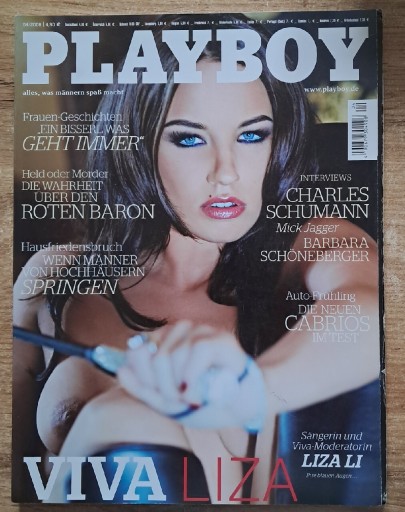 PLAYBOY
alles, was männern spaß macht
www.playboy.de
Frauen-Geschichten
„EIN BISSERL WAS
GEHT IMMER“
Held oder Mörder
DIE WAHRHEIT
ÜBER DEN
ROTEN BARON
Hausfriedensbruch
WENN MÄNNER
VON HOCHHÄUSERN
SPRINGEN
INTERVIEWS
CHARLES
SCHUMANN
Mick Jagger
BARBARA
SCHÖNEBERGER
Auto-Frühling
DIE NEUEN
CABRIOS
IM TEST
Sängerin und
Viva-Moderatorin
LIZA LI
VIVA LIZA